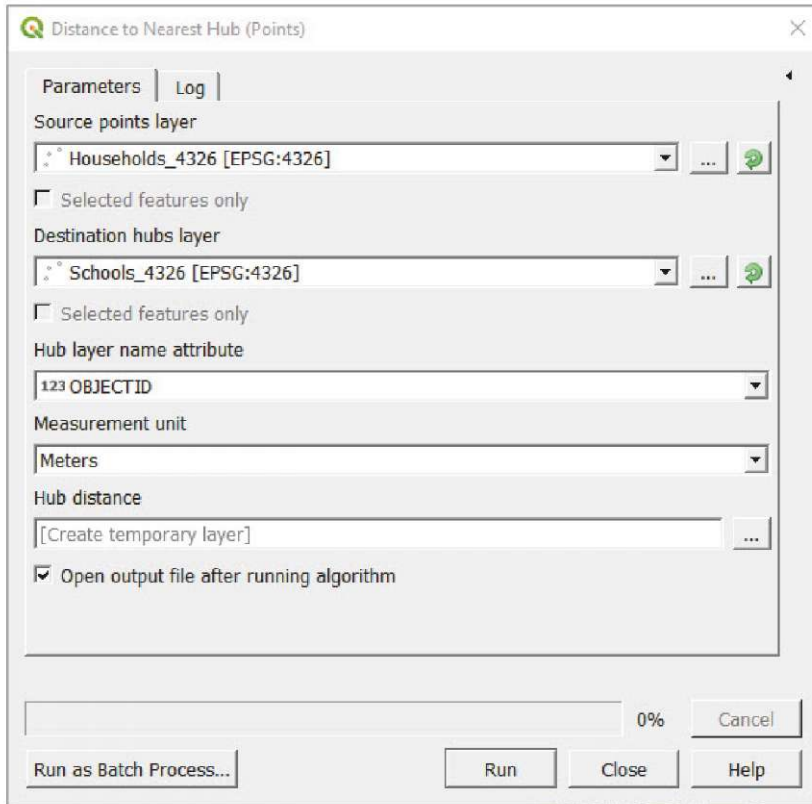 Distance to Nearest Hub (Points)
Parameters Log
Source points layer
Households_4326 [EPSG:4326]
...
Selected features only
Destination hubs layer
Schools_4326 [EPSG:4326]
...
Selected features only
Hub layer name attribute
123 OBJECTID
Measurement unit
Meters
Hub distance
[Create temporary layer]
...
Open output file after running algorithm
0% Cancel
Run as Batch Process... Run Close Help